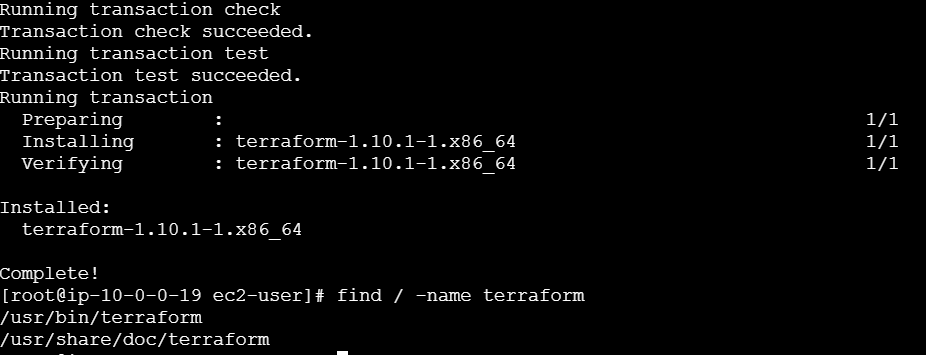 Running transaction check
Transaction check succeeded.
Running transaction test
Transaction test succeeded.
Running transaction
  Preparing        :                                                           1/1
  Installing       : terraform-1.10.1-1.x86_64                                 1/1
  Verifying        : terraform-1.10.1-1.x86_64                                 1/1

Installed:
  terraform-1.10.1-1.x86_64

Complete!
[root@ip-10-0-0-19 ec2-user]# find / -name terraform
/usr/bin/terraform
/usr/share/doc/terraform